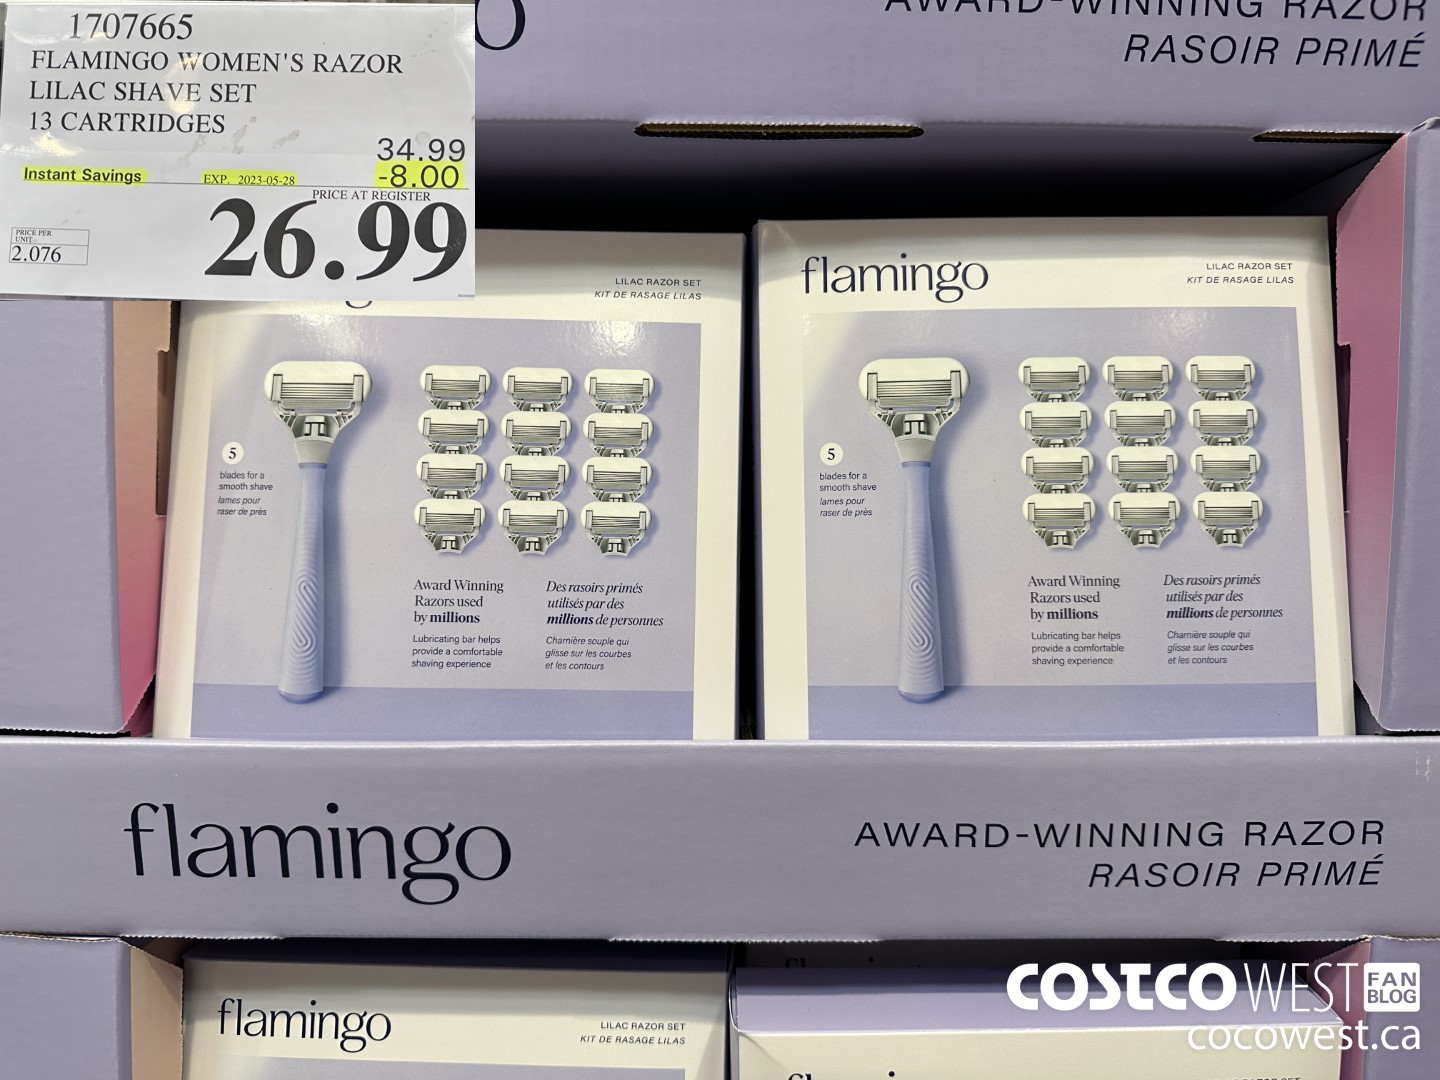 1707665
FLAMINGO WOMEN'S RAZOR
LILAC SHAVE SET
13 CARTRIDGES
34.99
Instant Savings EXP. 2023-05-28 -8.00
PRICE AT REGISTER
26.99
PRICE PER
UNIT
2.076
AWARD-WINNING RAZOR
RASOIR PRIMÉ
LILAC RAZOR SET
KIT DE RASAGE LILAS
5
blades for a
smooth shave
lames pour
raser de près
Award Winning
Razors used
by millions
Lubricating bar helps
provide a comfortable
shaving experience
Des rasoirs primés
utilisés par des
millions de personnes
Charnière souple qui
glisse sur les courbes
et les contours
flamingo
LILAC RAZOR SET
KIT DE RASAGE LILAS
5
blades for a
smooth shave
lames pour
raser de près
Award Winning
Razors used
by millions
Lubricating bar helps
provide a comfortable
shaving experience
Des rasoirs primés
utilisés par des
millions de personnes
Charnière souple qui
glisse sur les courbes
et les contours
flamingo
AWARD-WINNING RAZOR
RASOIR PRIMÉ
flamingo
LILAC RAZOR SET
KIT DE RASAGE LILAS
COSTCO WEST FAN BLOG
cocowest.ca